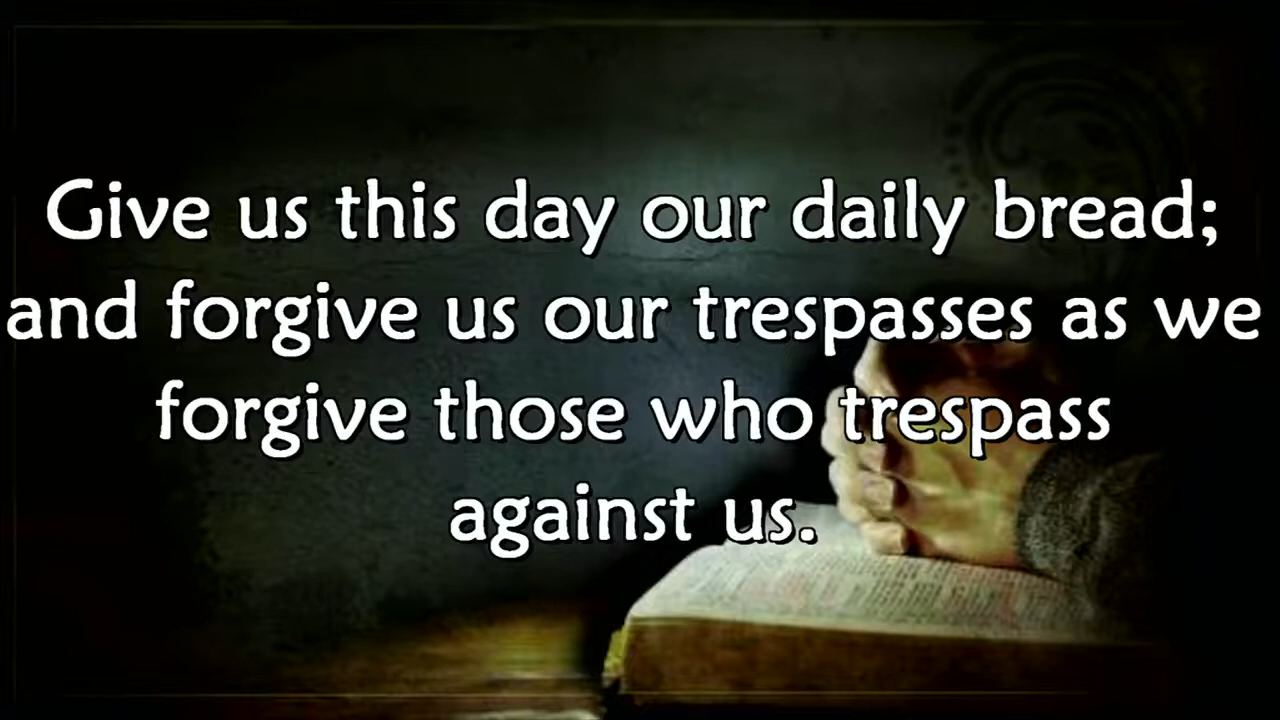 Give us this day our daily bread;
and forgive us our trespasses as we
forgive those who trespass
against us.